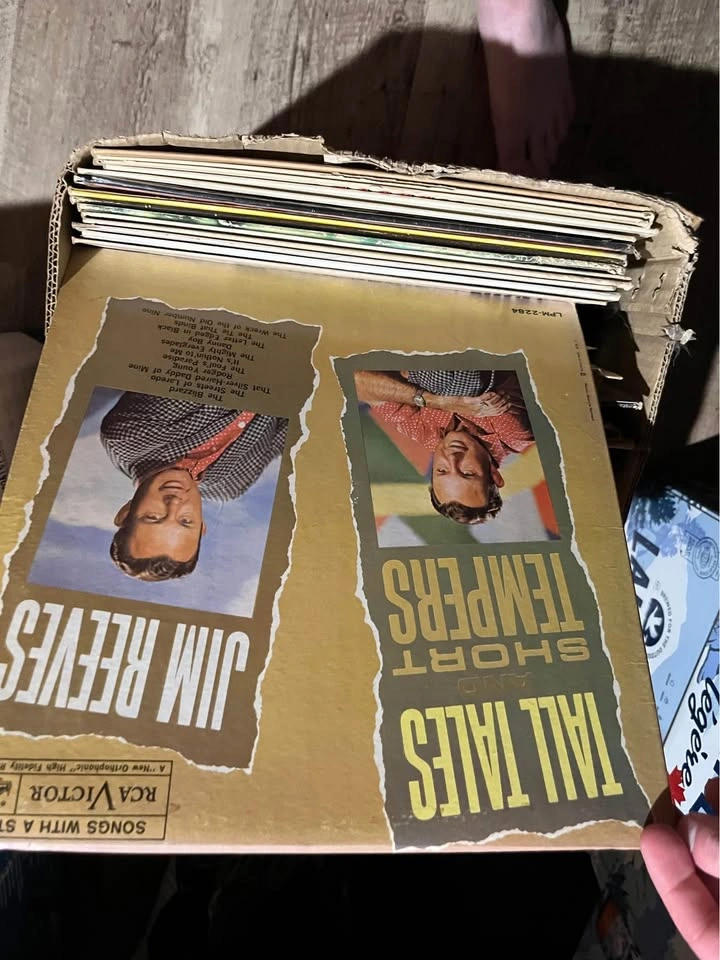 SONGS WITH A ST
RCA VICTOR
A "New Orthophonic" High Fidelity R
TALL TALES
AND
SHORT
TEMPERS
JIM REEVES
The Blizzard
The Streets of Laredo
That Silver-Haired Daddy of Mine
Rodger Young
The Fool's Paradise
It's Nothin to Me
The Mighty Everglades
Danny Boy
The Letter Edged in Black
The Tie That Binds
The Wreck of the Old Number Nine
LPM-2284
LA
légère